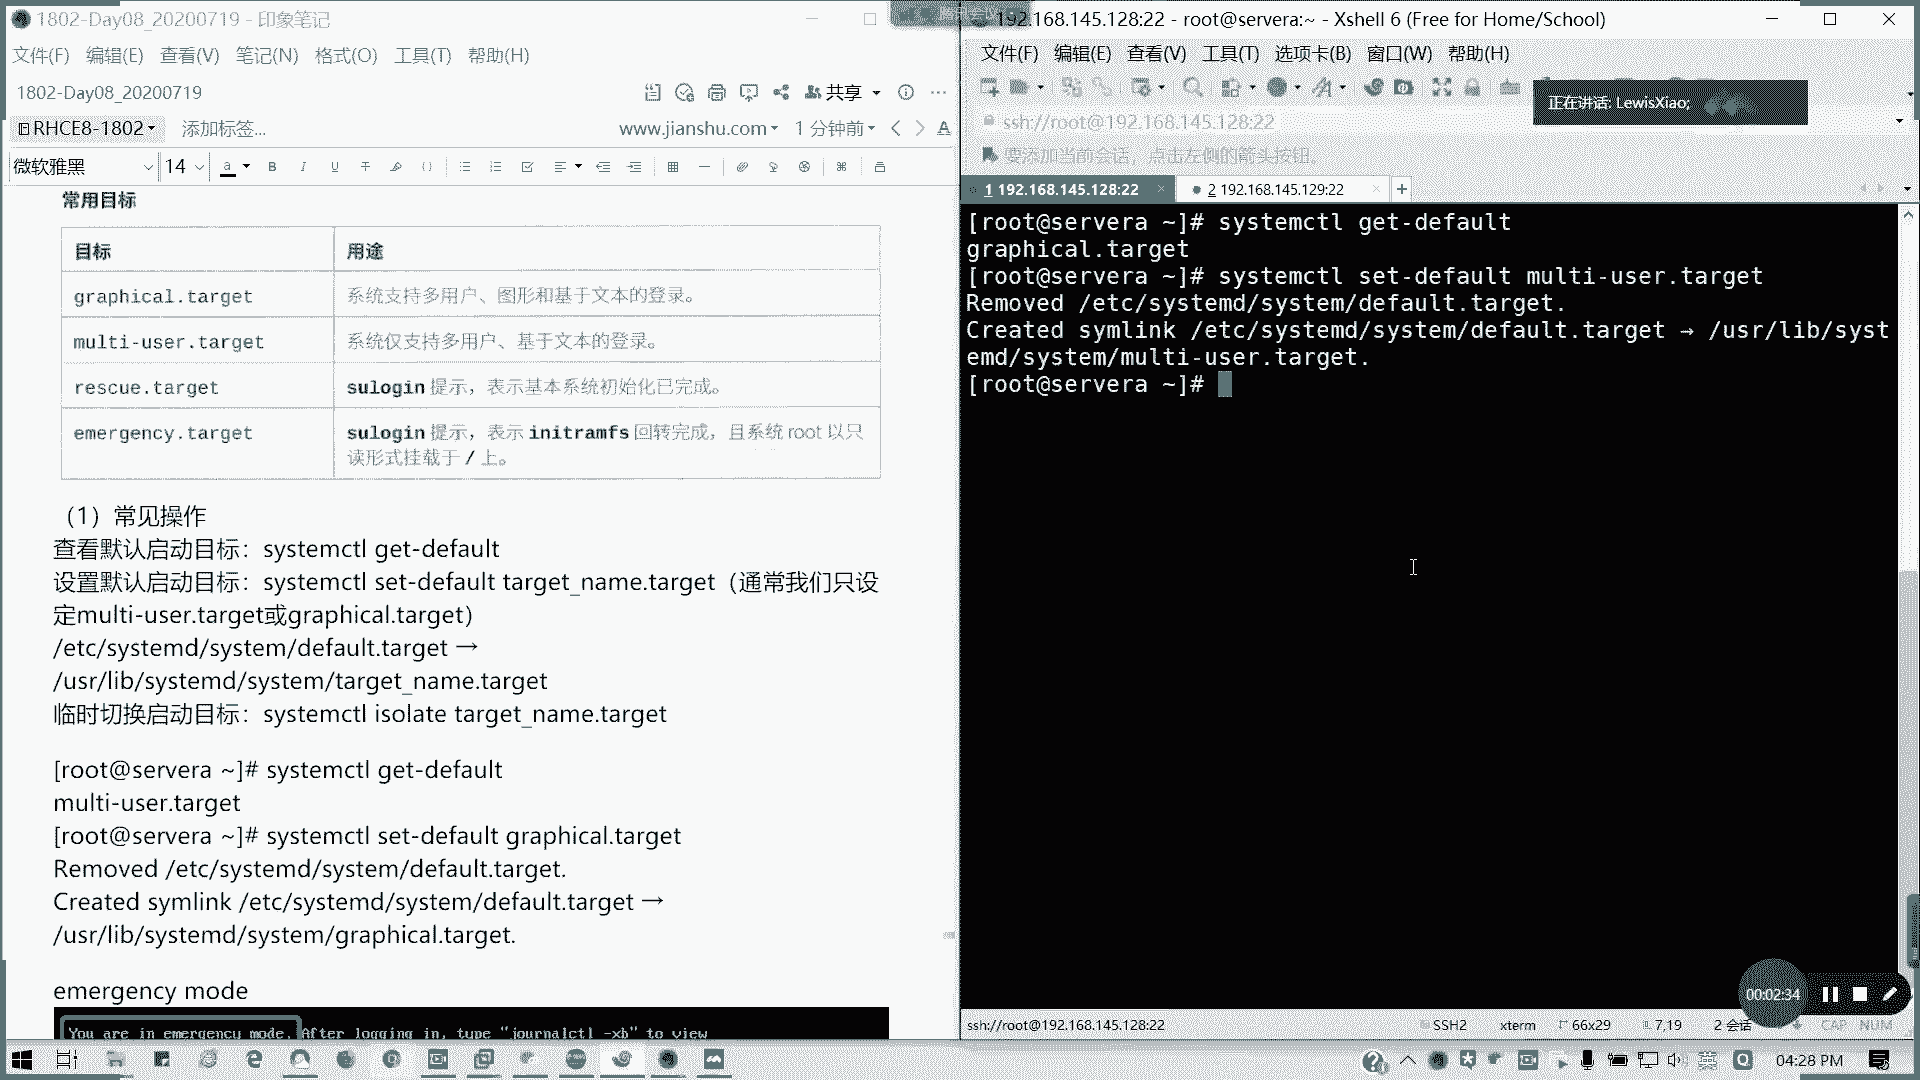 1802-Day08_20200719 - 印象笔记
文件(F) 编辑(E) 查看(V) 笔记(N) 格式(O) 工具(T) 帮助(H)
1802-Day08_20200719
共享
RHCE8-1802
添加标签...
www.jianshu.com
1 分钟前
微软雅黑 14
常用目标
目标 用途
graphical.target 系统支持多用户、图形和基于文本的登录。
multi-user.target 系统仅支持多用户、基于文本的登录。
rescue.target sulogin 提示，表示基本系统初始化已完成。
emergency.target sulogin 提示，表示 initramfs 回转完成，且系统 root 以只
读形式挂载于 / 上。
（1）常见操作
查看默认启动目标：systemctl get-default
设置默认启动目标：systemctl set-default target_name.target（通常我们只设
定multi-user.target或graphical.target）
/etc/systemd/system/default.target →
/usr/lib/systemd/system/target_name.target
临时切换启动目标：systemctl isolate target_name.target
[root@servera ~]# systemctl get-default
multi-user.target
[root@servera ~]# systemctl set-default graphical.target
Removed /etc/systemd/system/default.target.
Created symlink /etc/systemd/system/default.target →
/usr/lib/systemd/system/graphical.target.
emergency mode
You are in emergency mode. After logging in, type "journalctl -xb" to view
192.168.145.128:22 - root@servera:~ - Xshell 6 (Free for Home/School)
文件(F) 编辑(E) 查看(V) 工具(T) 选项卡(B) 窗口(W) 帮助(H)
正在讲话: LewisXiao;
ssh://root@192.168.145.128:22
要添加当前会话，点击左侧的箭头按钮。
1 192.168.145.128:22
2 192.168.145.129:22
[root@servera ~]# systemctl get-default
graphical.target
[root@servera ~]# systemctl set-default multi-user.target
Removed /etc/systemd/system/default.target.
Created symlink /etc/systemd/system/default.target → /usr/lib/syst
emd/system/multi-user.target.
[root@servera ~]#
00:02:34
ssh://root@192.168.145.128:22 SSH2 xterm 66x29 7,19 2 会话 CAP NUM
英
04:28 PM